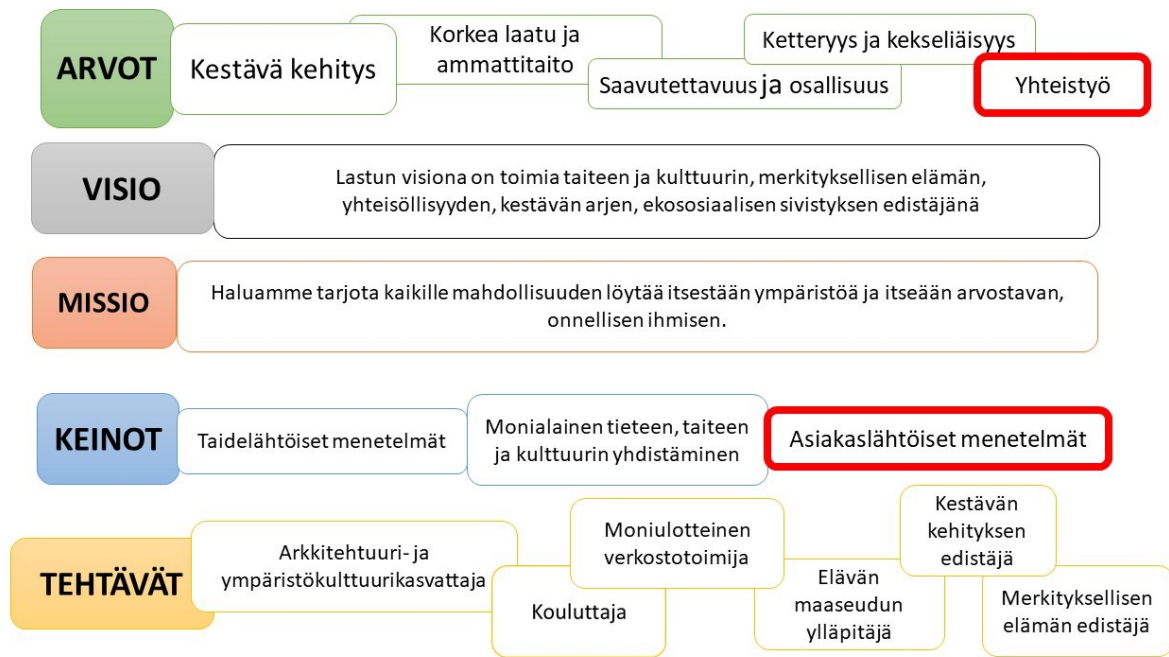 ARVOT
Kestävä kehitys
Korkea laatu ja
ammattitaito
Saavutettavuus ja osallisuus
Ketteryys ja kekseliäisyys
Yhteistyö
VISIO
Lastun visiona on toimia taiteen ja kulttuurin, merkityksellisen elämän,
yhteisöllisyyden, kestävän arjen, ekososiaalisen sivistyksen edistäjänä
MISSIO
Haluamme tarjota kaikille mahdollisuuden löytää itsestään ympäristöä ja itseään arvostavan,
onnellisen ihmisen.
KEINOT
Taidelähtöiset menetelmät
Monialainen tieteen, taiteen
ja kulttuurin yhdistäminen
Asiakaslähtöiset menetelmät
TEHTÄVÄT
Arkkitehtuuri- ja
ympäristökulttuurikasvattaja
Kouluttaja
Moniulotteinen
verkostotoimija
Elävän
maaseudun
ylläpitäjä
Kestävän
kehityksen
edistäjä
Merkityksellisen
elämän edistäjä